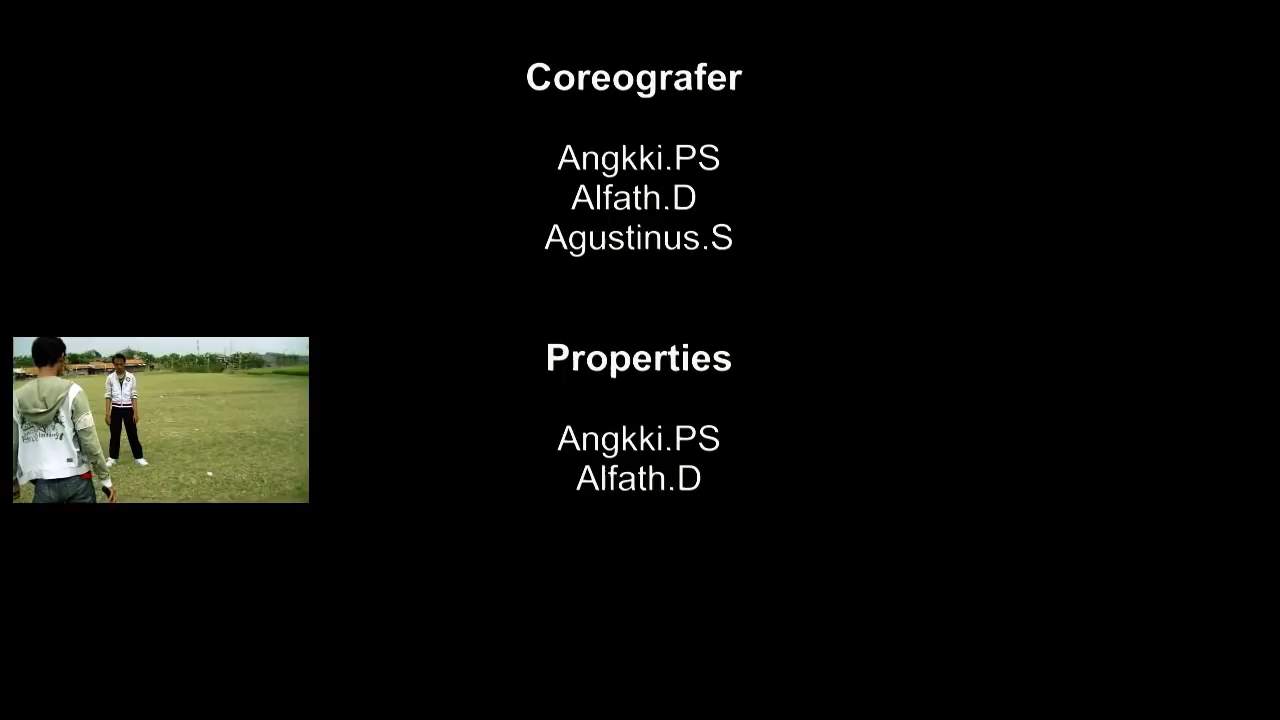 Coreografer
Angkki.PS
Alfath.D
Agustinus.S
Properties
Angkki.PS
Alfath.D